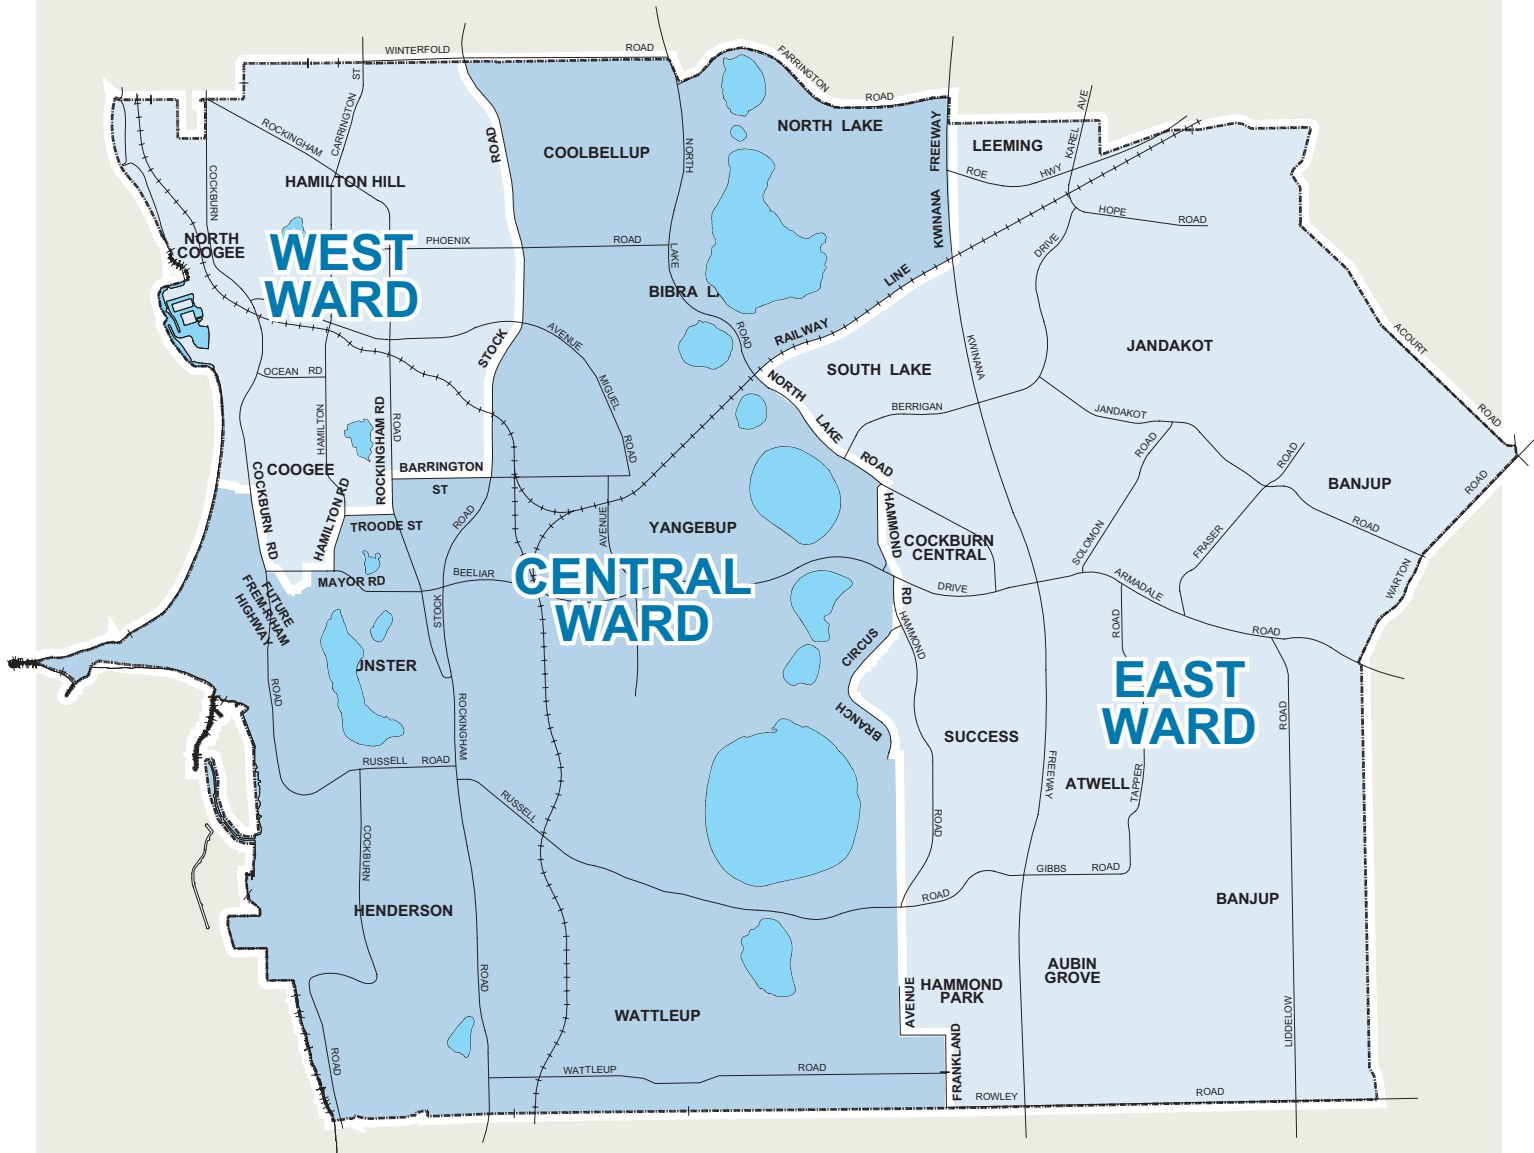 WINTERFOLD
ROAD
FARRINGTON
ROAD
ST
CARRINGTON
ROCKINGHAM
ROAD
COOLBELLUP
NORTH
NORTH LAKE
FREEWAY
KWINANA
LEEMING
KAREL
AVE
ROE
HWY
HAMILTON HILL
COCKBURN
NORTH
COOGEE
WEST
WARD
PHOENIX
ROAD
LAKE
HOPE
ROAD
DRIVE
LINE
BIBRA
ROAD
RAILWAY
AVENUE
STOCK
MIGUEL
ROAD
KWINANA
JANDAKOT
ACOURT
ROAD
SOUTH LAKE
NORTH
LAKE
ROAD
BERRIGAN
JANDAKOT
OCEAN RD
HAMILTON
ROCKINGHAM RD
ROAD
COOGEE
BARRINGTON
ST
COCKBURN RD
HAMILTON RD
TROODE ST
ROAD
AVENUE
YANGEBUP
HAMMOND
RD
COCKBURN
CENTRAL
ROAD
ROAD
BANJUP
ROAD
ROAD
SOLOMON
FRASER
WARTON
MAYOR RD
BEELIAR
CENTRAL
WARD
DRIVE
ARMADALE
ROAD
FUTURE
FREM-R/HAM
HIGHWAY
STOCK
CIRCUS
HAMMOND
ROAD
EAST
WARD
UNSTER
ROAD
ROCKINGHAM
BRANCH
SUCCESS
ROAD
RUSSELL ROAD
RUSSELL
FREEWAY
ATWELL
TAPPER
COCKBURN
ROAD
GIBBS
ROAD
ROAD
BANJUP
HENDERSON
ROAD
AUBIN
GROVE
HAMMOND
PARK
AVENUE
WATTLEUP
LIDDELOW
ROAD
WATTLEUP
ROAD
FRANKLAND
ROWLEY
ROAD